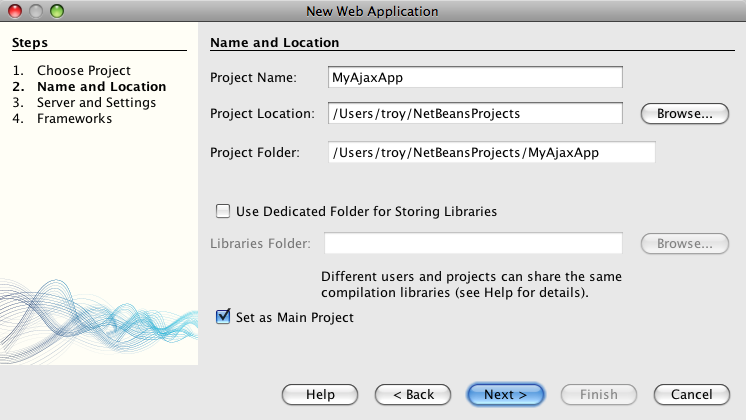 New Web Application
Steps
1. Choose Project
2. Name and Location
3. Server and Settings
4. Frameworks
Name and Location
Project Name: MyAjaxApp
Project Location: /Users/troy/NetBeansProjects Browse...
Project Folder: /Users/troy/NetBeansProjects/MyAjaxApp
Use Dedicated Folder for Storing Libraries
Libraries Folder: Browse...
Different users and projects can share the same
compilation libraries (see Help for details).
Set as Main Project
Help < Back Next > Finish Cancel